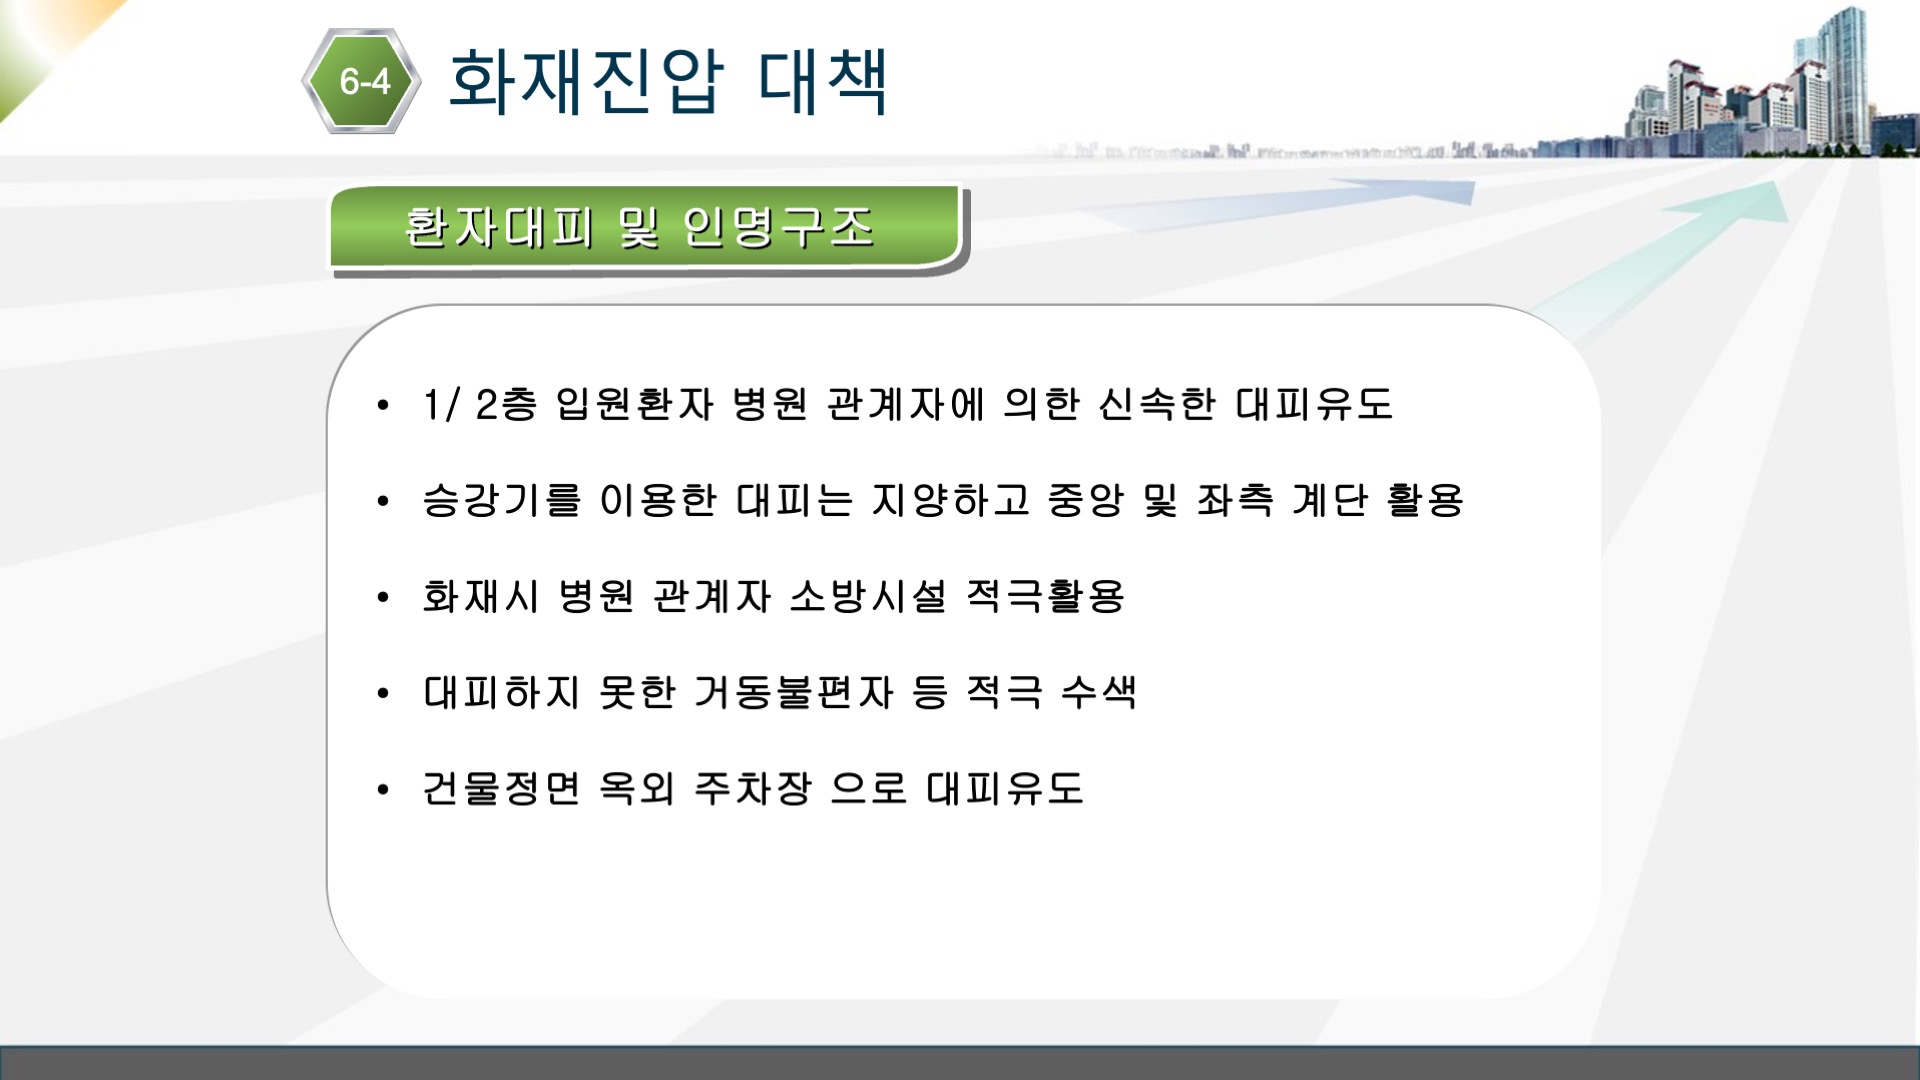 6-4 화재진압 대책
환자대피 및 인명구조
• 1/ 2층 입원환자 병원 관계자에 의한 신속한 대피유도
• 승강기를 이용한 대피는 지양하고 중앙 및 좌측 계단 활용
• 화재시 병원 관계자 소방시설 적극활용
• 대피하지 못한 거동불편자 등 적극 수색
• 건물정면 옥외 주차장 으로 대피유도